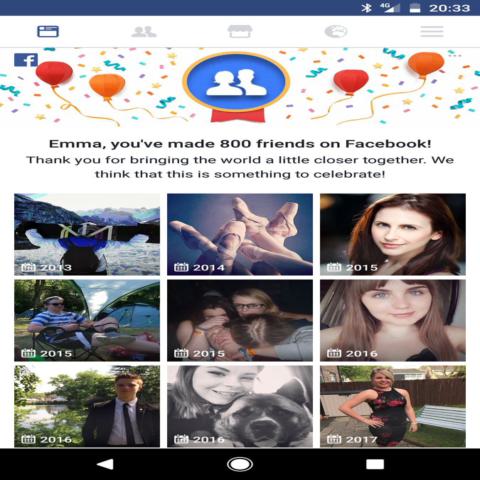 4G 20:33
f
Emma, you've made 800 friends on Facebook!
Thank you for bringing the world a little closer together. We
think that this is something to celebrate!
2013 2014 2015
2015 2015 2016
2016 2016 2017